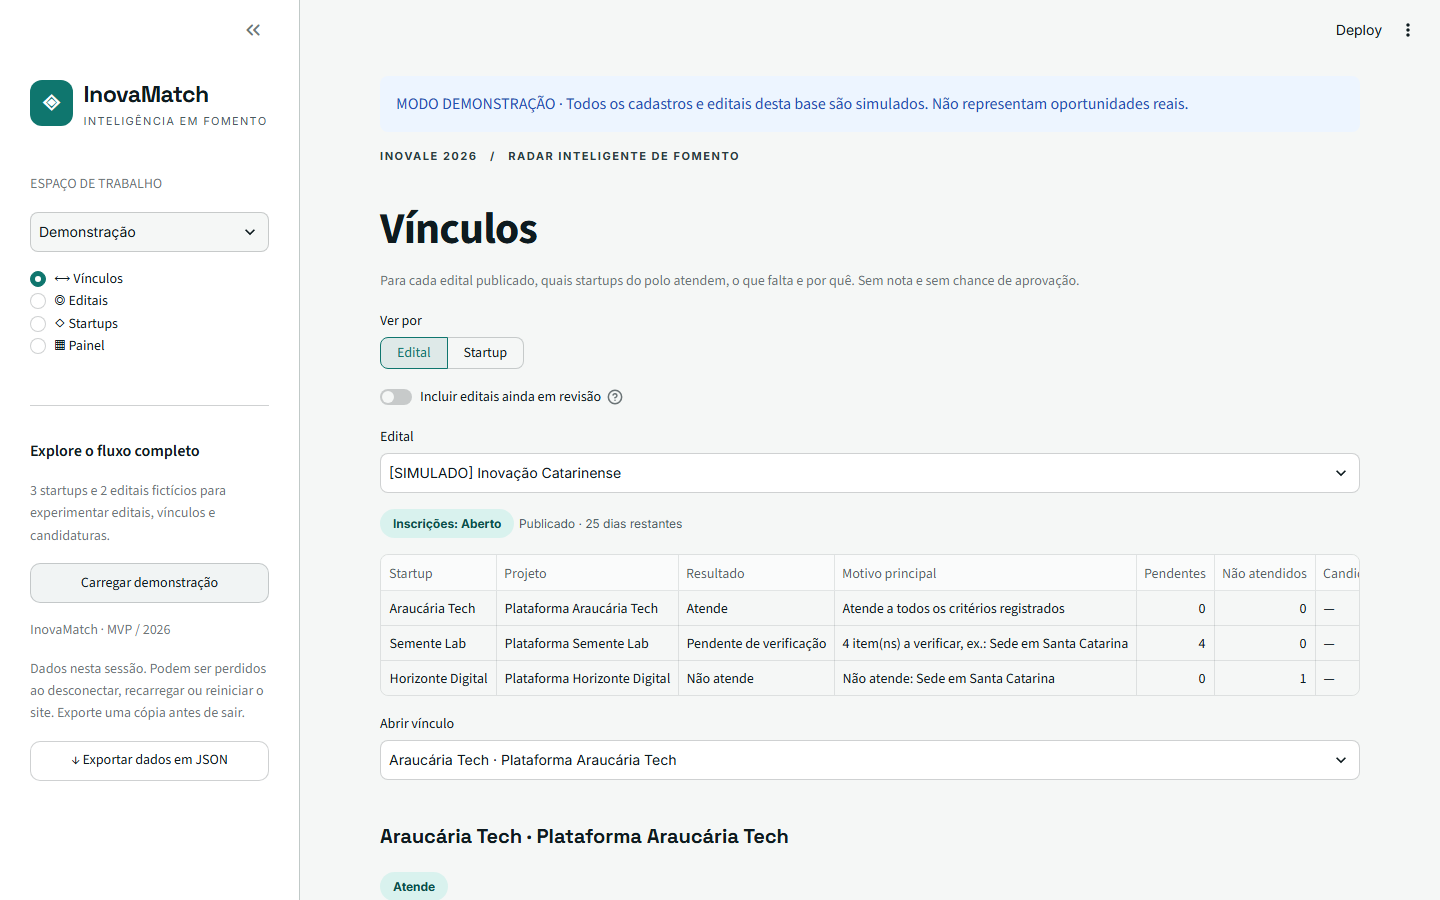 Deploy
InovaMatch
INTELIGÊNCIA EM FOMENTO
ESPAÇO DE TRABALHO
Demonstração
↔ Vínculos
◎ Editais
◇ Startups
▦ Painel
Explore o fluxo completo
3 startups e 2 editais fictícios para
experimentar editais, vínculos e
candidaturas.
Carregar demonstração
InovaMatch · MVP / 2026
Dados nesta sessão. Podem ser perdidos
ao desconectar, recarregar ou reiniciar o
site. Exporte uma cópia antes de sair.
↓ Exportar dados em JSON
MODO DEMONSTRAÇÃO · Todos os cadastros e editais desta base são simulados. Não representam oportunidades reais.
INOVALE 2026 / RADAR INTELIGENTE DE FOMENTO
Vínculos
Para cada edital publicado, quais startups do polo atendem, o que falta e por quê. Sem nota e sem chance de aprovação.
Ver por
Edital Startup
Incluir editais ainda em revisão
Edital
[SIMULADO] Inovação Catarinense
Inscrições: Aberto Publicado · 25 dias restantes
Startup Projeto Resultado Motivo principal Pendentes Não atendidos
Araucária Tech Plataforma Araucária Tech Atende Atende a todos os critérios registrados 0 0 —
Semente Lab Plataforma Semente Lab Pendente de verificação 4 item(ns) a verificar, ex.: Sede em Santa Catarina 4 0 —
Horizonte Digital Plataforma Horizonte Digital Não atende Não atende: Sede em Santa Catarina 0 1 —
Abrir vínculo
Araucária Tech · Plataforma Araucária Tech
Araucária Tech · Plataforma Araucária Tech
Atende